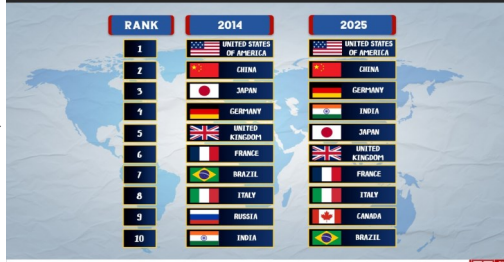 RANK 2014 2025
1 UNITED STATES OF AMERICA UNITED STATES OF AMERICA
2 CHINA CHINA
3 JAPAN GERMANY
4 GERMANY INDIA
5 UNITED KINGDOM JAPAN
6 FRANCE UNITED KINGDOM
7 BRAZIL FRANCE
8 ITALY ITALY
9 RUSSIA CANADA
10 INDIA BRAZIL